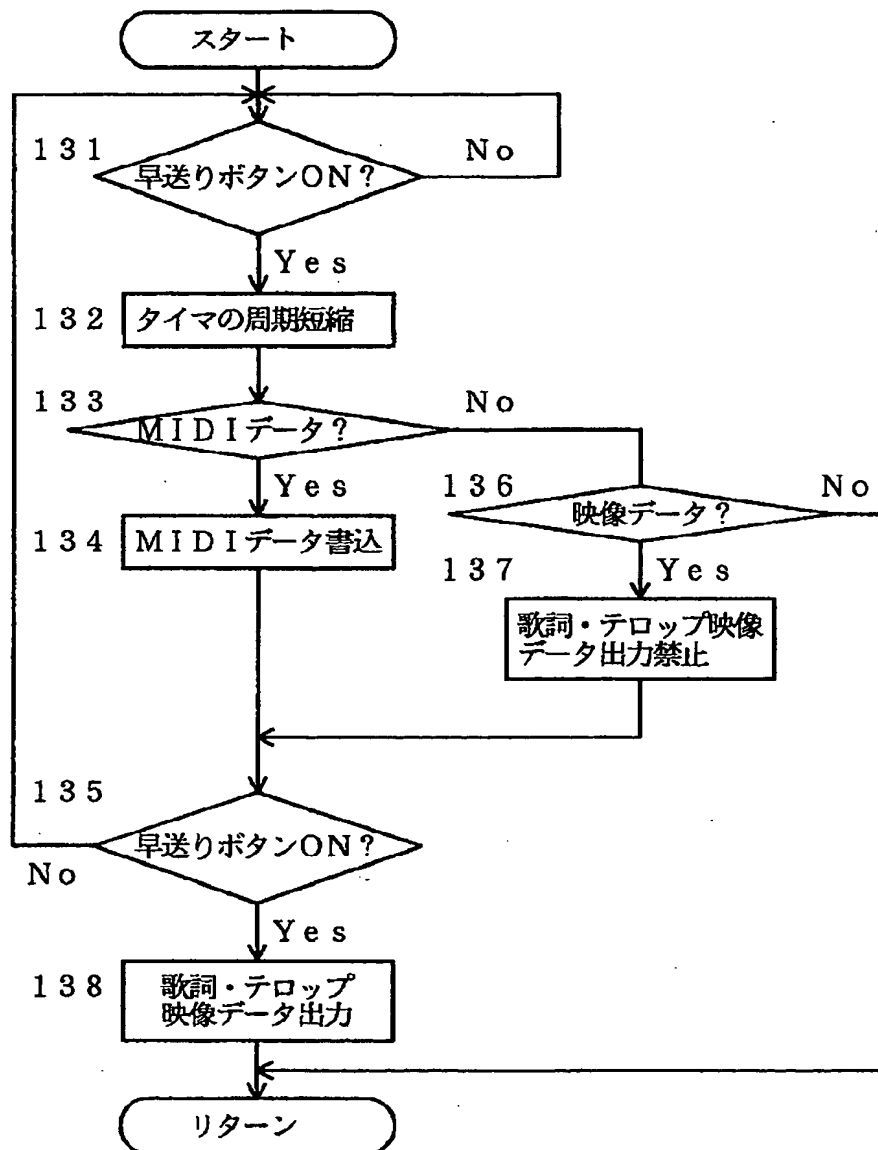 スタート
131
早送りボタンON?
No
Yes
132
タイマの周期短縮
133
MIDIデータ?
No
Yes
134
MIDIデータ書込
136
映像データ?
No
Yes
137
歌詞・テロップ映像
データ出力禁止
135
早送りボタンON?
No
Yes
138
歌詞・テロップ
映像データ出力
リターン